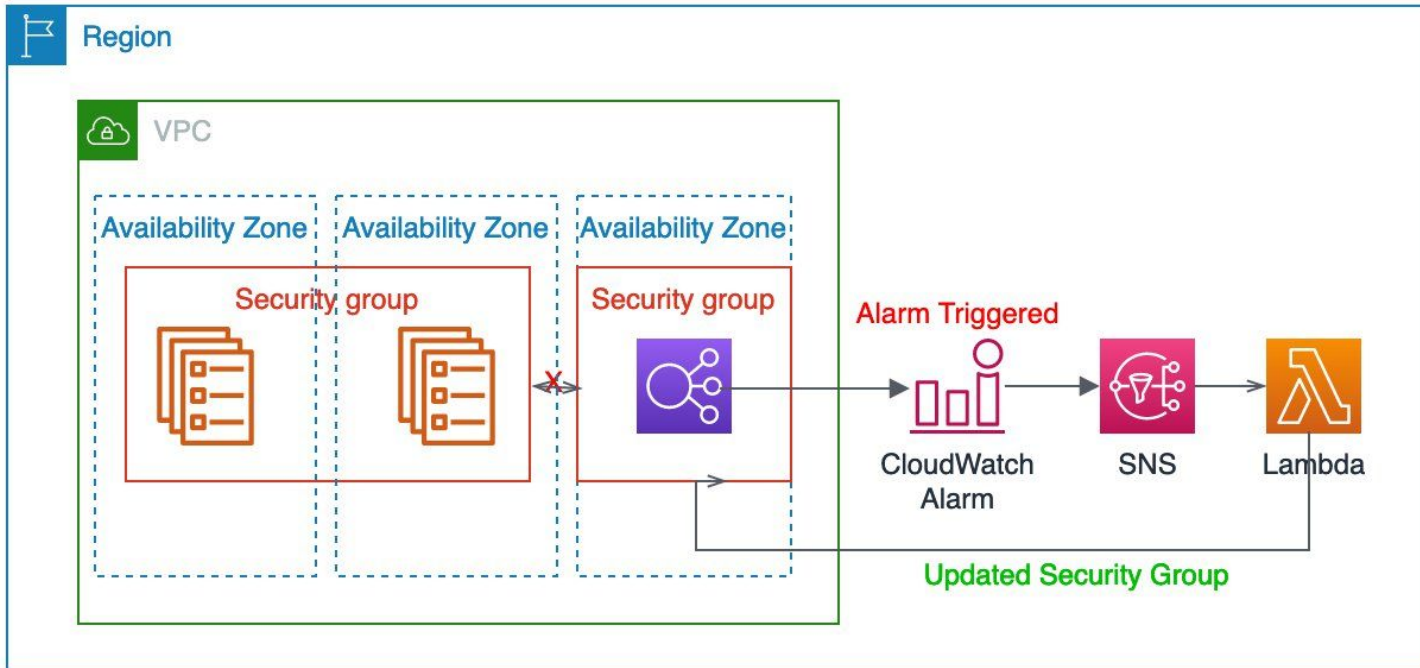 Region
VPC
Availability Zone
Availability Zone
Availability Zone
Security group
Security group
Alarm Triggered
X
CloudWatch
Alarm
SNS
Lambda
Updated Security Group